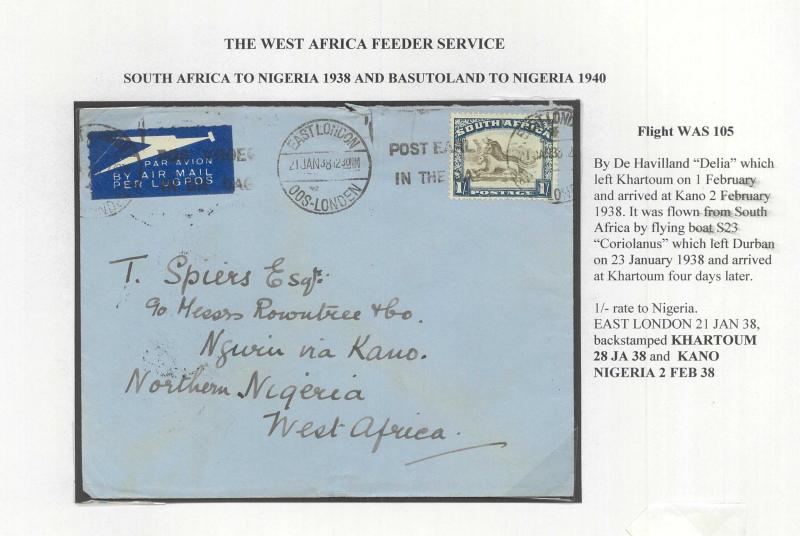 THE WEST AFRICA FEEDER SERVICE
SOUTH AFRICA TO NIGERIA 1938 AND BASUTOLAND TO NIGERIA 1940
PAR AVION
BY AIR MAIL
PER LUGPOS
EAST LONDON
21 JAN 38
OOS-LONDEN
POST EARLY
IN THE
SOUTH AFRICA
1/-
POSTAGE
T. Spiers Esqr.
c/o Messrs Rowntree & Co.
Nguru via Kano.
Northern Nigeria
West Africa.
Flight WAS 105
By De Havilland “Delia” which
left Khartoum on 1 February
and arrived at Kano 2 February
1938. It was flown from South
Africa by flying boat S23
“Coriolanus” which left Durban
on 23 January 1938 and arrived
at Khartoum four days later.
1/- rate to Nigeria.
EAST LONDON 21 JAN 38,
backstamped KHARTOUM
28 JA 38 and KANO
NIGERIA 2 FEB 38